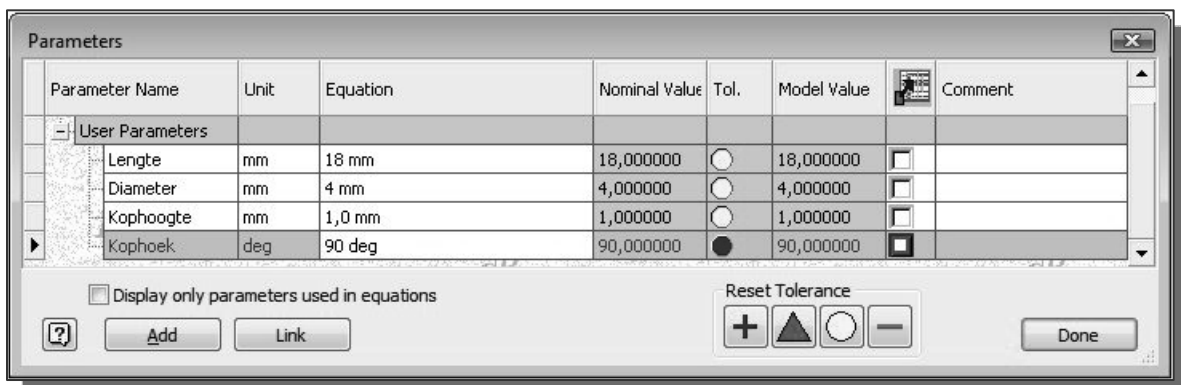 Parameters
Parameter Name Unit Equation Nominal Value Tol. Model Value Comment
User Parameters
Lengte mm 18 mm 18,000000 18,000000
Diameter mm 4 mm 4,000000 4,000000
Kophoogte mm 1,0 mm 1,000000 1,000000
Kophoek deg 90 deg 90,000000 90,000000
Display only parameters used in equations
Reset Tolerance
Add Link Done